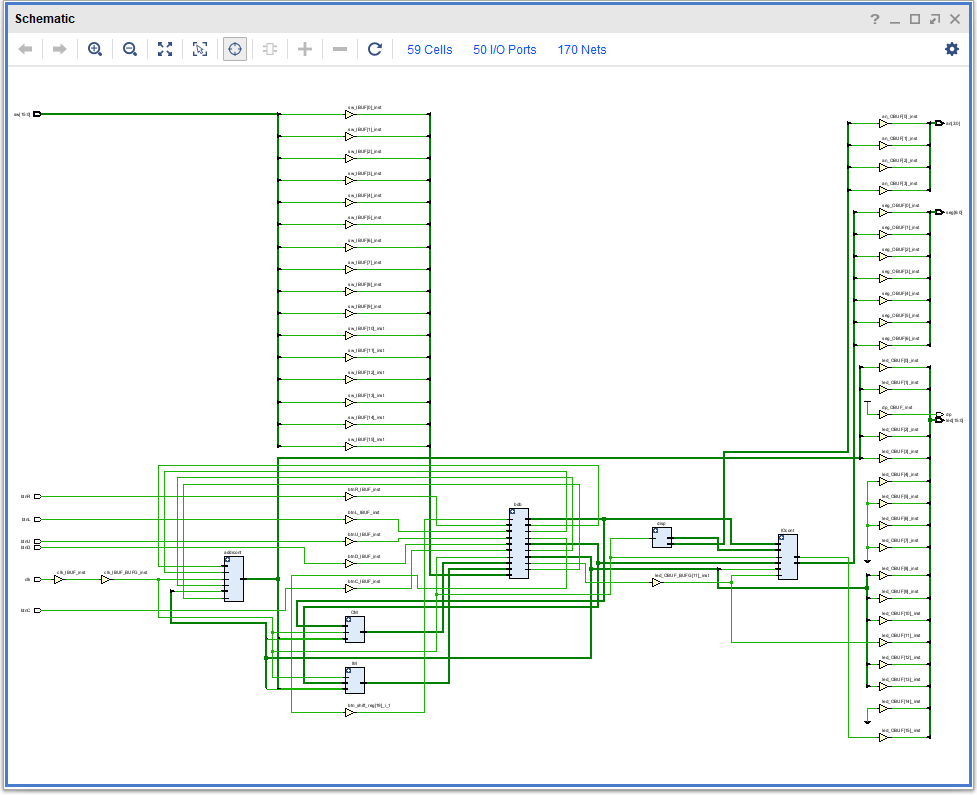 Schematic
59 Cells
50 I/O Ports
170 Nets
sw[15:0]
sw_IBUF[0]_inst
sw_IBUF[1]_inst
sw_IBUF[2]_inst
sw_IBUF[3]_inst
sw_IBUF[4]_inst
sw_IBUF[5]_inst
sw_IBUF[6]_inst
sw_IBUF[7]_inst
sw_IBUF[8]_inst
sw_IBUF[9]_inst
sw_IBUF[10]_inst
sw_IBUF[11]_inst
sw_IBUF[12]_inst
sw_IBUF[13]_inst
sw_IBUF[14]_inst
sw_IBUF[15]_inst
btnR
btnL
btnU
btnD
clk
btnC
clk_IBUF_inst
clk_IBUF_BUFG_inst
btnR_IBUF_inst
btnL_IBUF_inst
btnU_IBUF_inst
btnD_IBUF_inst
btnC_IBUF_inst
IM
btn_shift_reg[19]_i_1
led_OBUF_BUFG[11]_inst
an_OBUF[0]_inst
an_OBUF[1]_inst
an_OBUF[2]_inst
an_OBUF[3]_inst
an[3:0]
seg_OBUF[0]_inst
seg_OBUF[1]_inst
seg_OBUF[2]_inst
seg_OBUF[3]_inst
seg_OBUF[4]_inst
seg_OBUF[5]_inst
seg_OBUF[6]_inst
seg[6:0]
led_OBUF[0]_inst
led_OBUF[1]_inst
dp_OBUF_inst
dp
led[15:0]
led_OBUF[2]_inst
led_OBUF[3]_inst
led_OBUF[4]_inst
led_OBUF[5]_inst
led_OBUF[6]_inst
led_OBUF[7]_inst
led_OBUF[8]_inst
led_OBUF[9]_inst
led_OBUF[10]_inst
led_OBUF[11]_inst
led_OBUF[12]_inst
led_OBUF[13]_inst
led_OBUF[14]_inst
led_OBUF[15]_inst